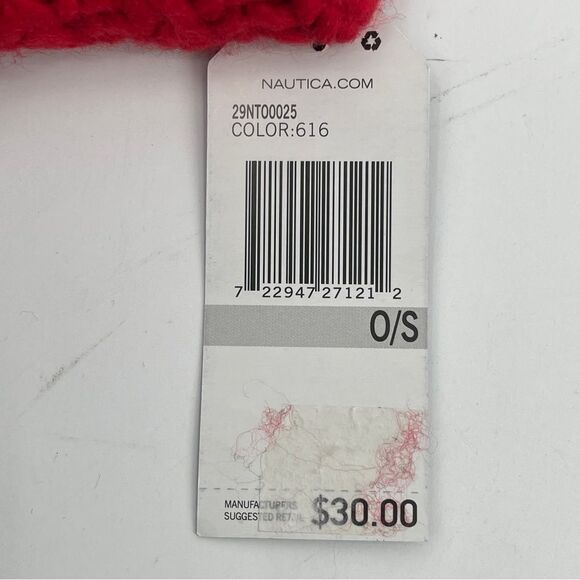 NAUTICA.COM
29NT00025
COLOR:616
7 22947 27121 2
O/S
MANUFACTURERS
SUGGESTED RETAIL $30.00